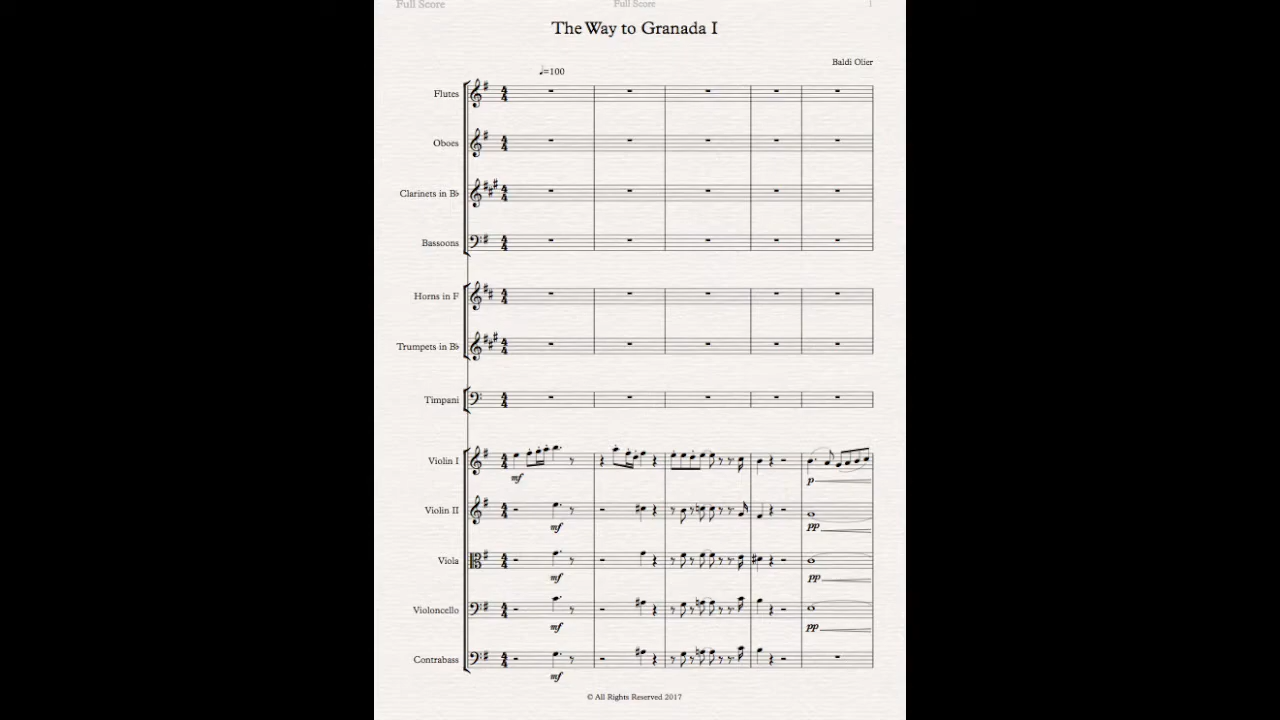 Full Score Full Score 1
The Way to Granada I
Baldi Olier
♩=100
Flutes
Oboes
Clarinets in B♭
Bassoons
Horns in F
Trumpets in B♭
Timpani
Violin I
mf p
Violin II
mf pp
Viola
mf pp
Violoncello
mf pp
Contrabass
mf
© All Rights Reserved 2017